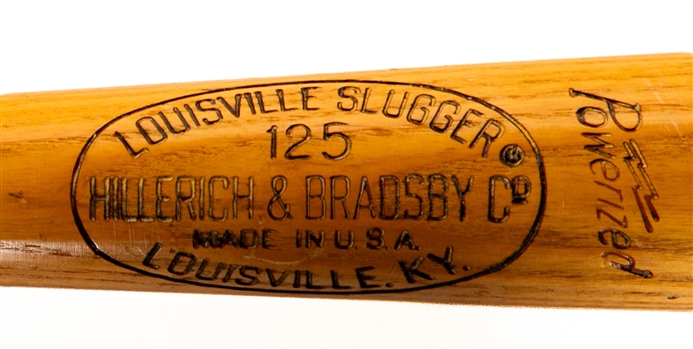 LOUISVILLE SLUGGER®
125
HILLERICH & BRADSBY Cº
MADE IN U.S.A.
LOUISVILLE. KY.
Powerized